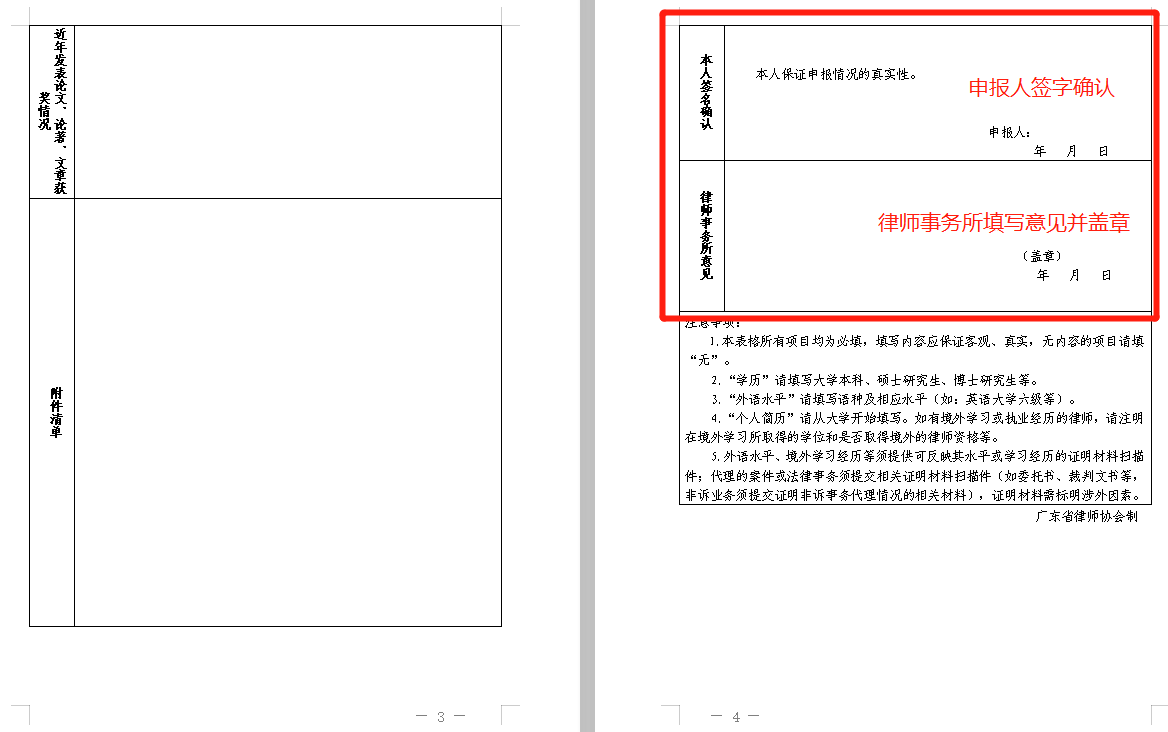 近年发表论文、论著、文章获
奖情况
附件清单
— 3 —
本人签名确认
本人保证申报情况的真实性。
申报人签字确认
申报人：
年 月 日
律师事务所意见
律师事务所填写意见并盖章
（盖章）
年 月 日
注意事项：
1.本表格所有项目均为必填，填写内容应保证客观、真实，无内容的项目请填
“无”。
2.“学历”请填写大学本科、硕士研究生、博士研究生等。
3.“外语水平”请填写语种及相应水平（如：英语大学六级等）。
4.“个人简历”请从大学开始填写。如有境外学习或执业经历的律师，请注明
在境外学习所取得的学位和是否取得境外的律师资格等。
5.外语水平、境外学习经历等须提供可反映其水平或学习经历的证明材料扫描
件；代理的案件或法律事务须提交相关证明材料扫描件（如委托书、裁判文书等，
非诉业务须提交证明非诉事务代理情况的相关材料），证明材料需标明涉外因素。
广东省律师协会制
— 4 —